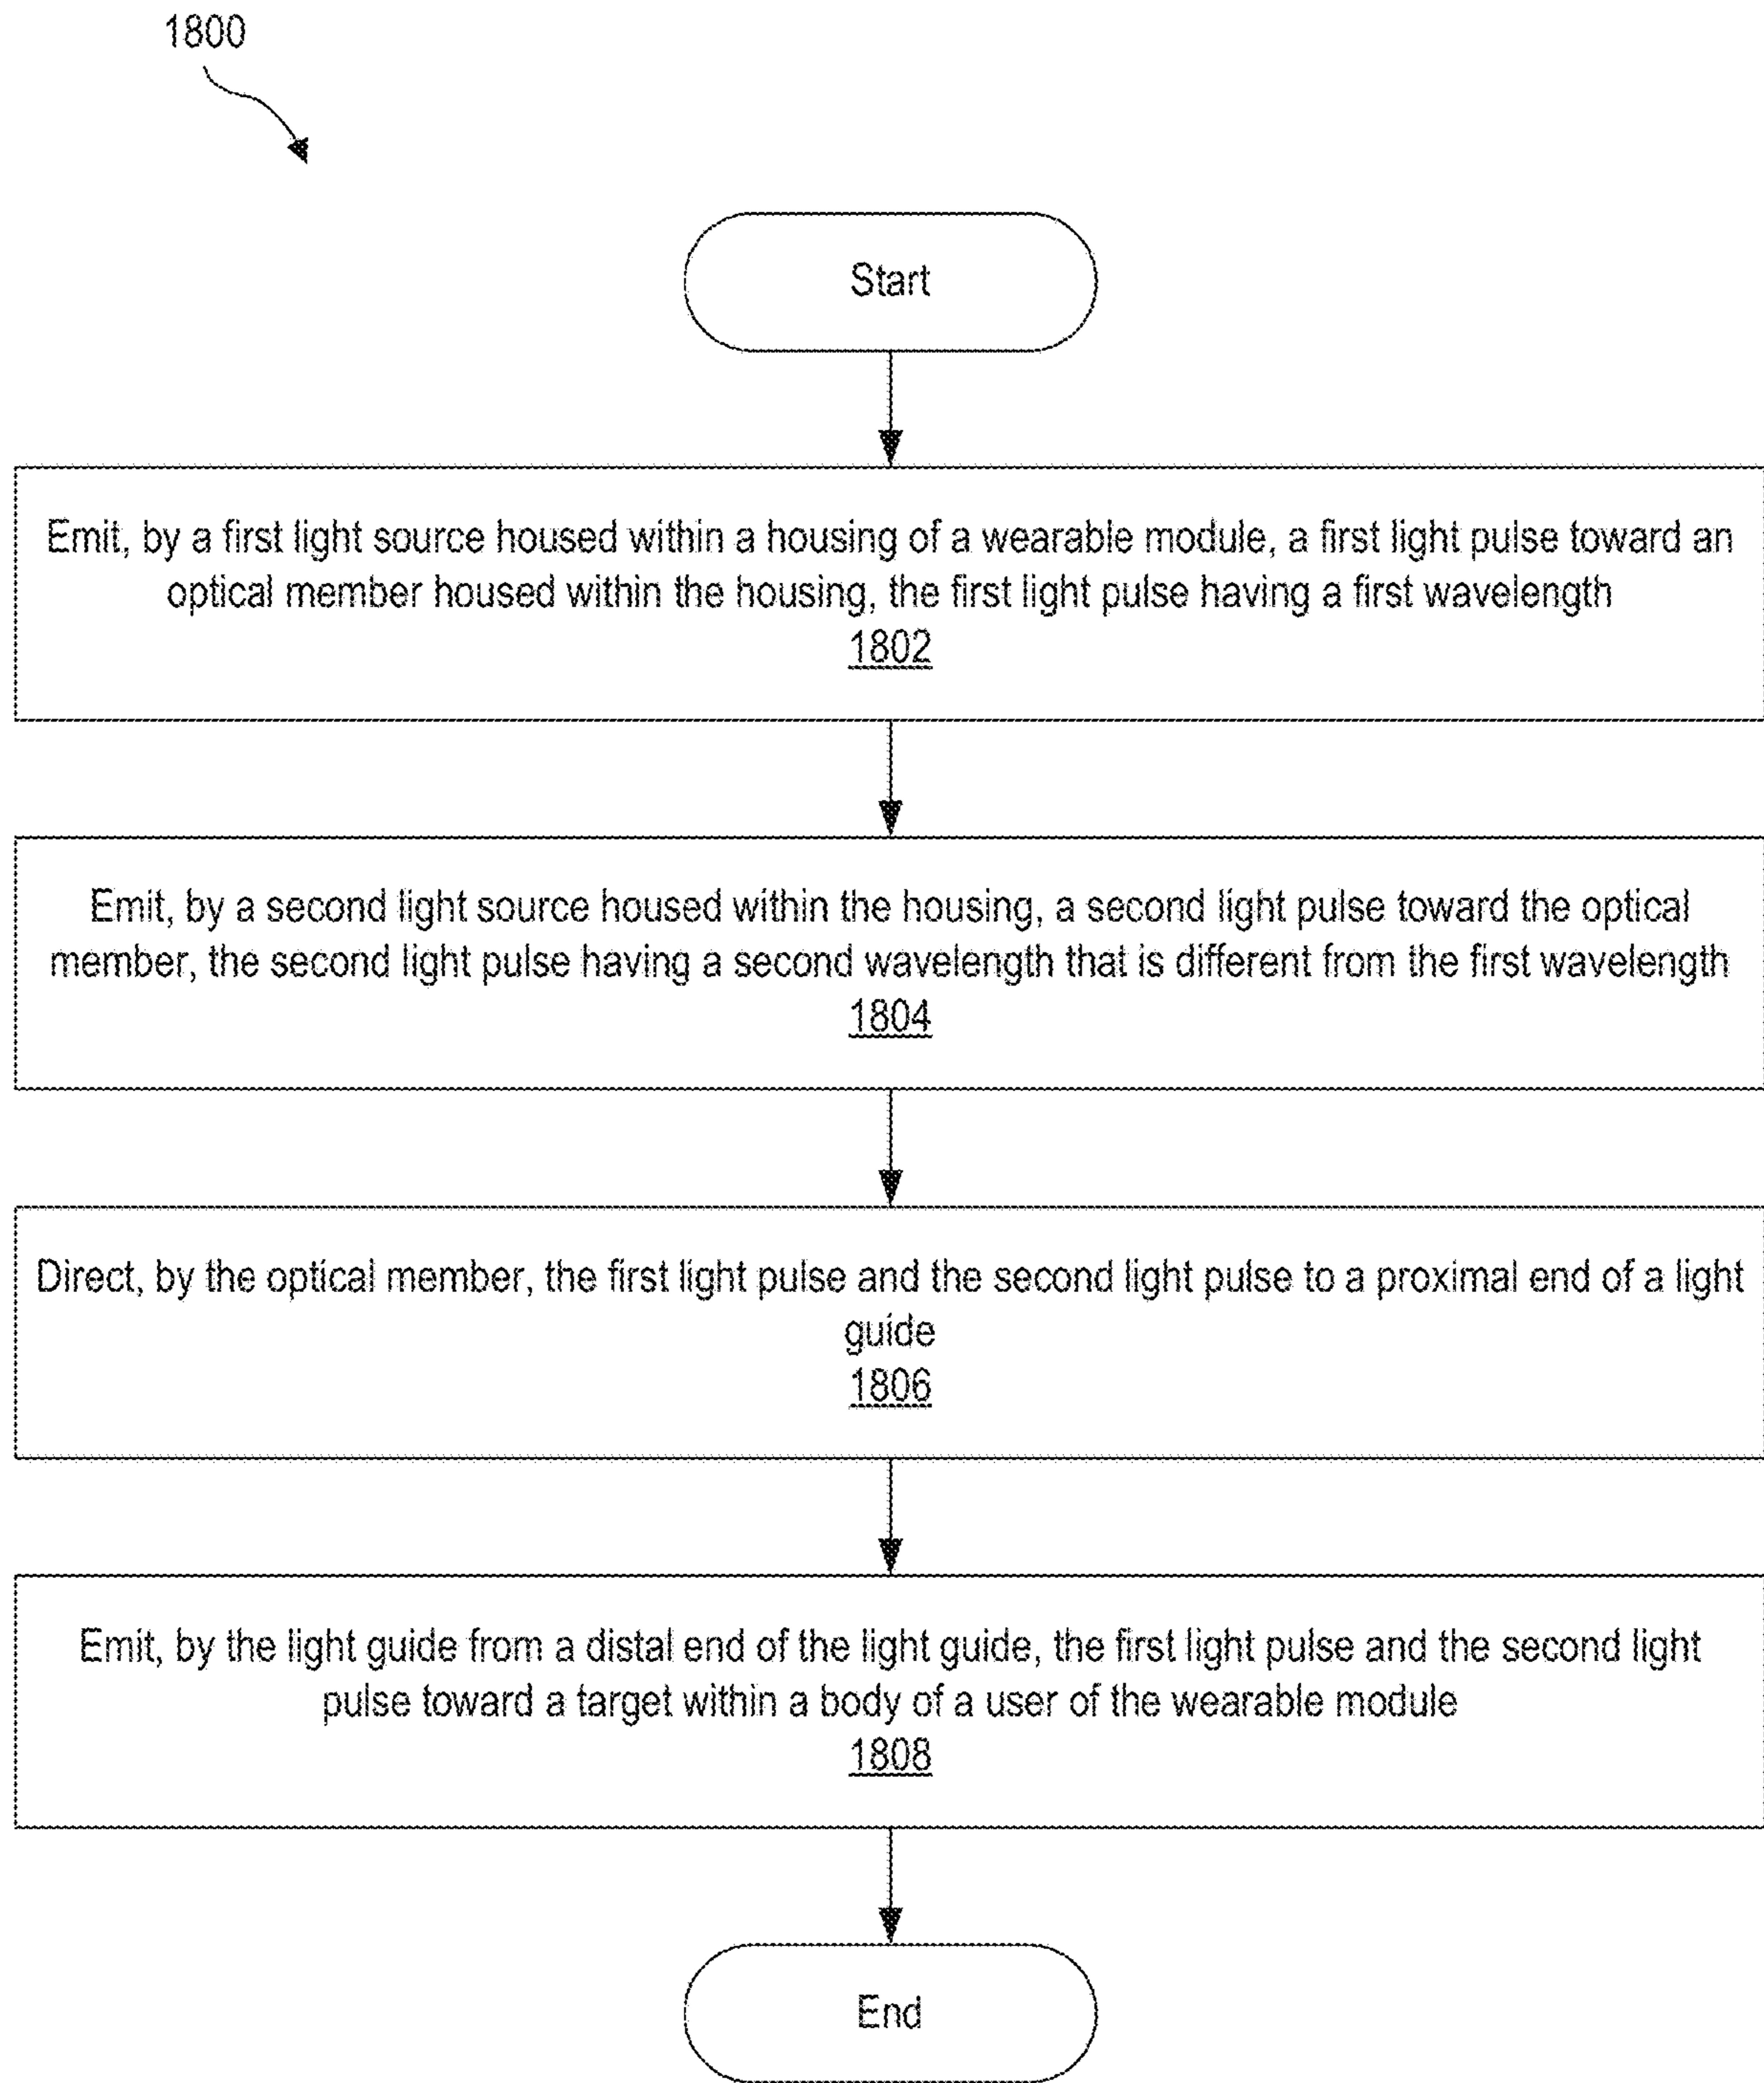 1800
Start
Emit, by a first light source housed within a housing of a wearable module, a first light pulse toward an
optical member housed within the housing, the first light pulse having a first wavelength
1802
Emit, by a second light source housed within the housing, a second light pulse toward the optical
member, the second light pulse having a second wavelength that is different from the first wavelength
1804
Direct, by the optical member, the first light pulse and the second light pulse to a proximal end of a light
guide
1806
Emit, by the light guide from a distal end of the light guide, the first light pulse and the second light
pulse toward a target within a body of a user of the wearable module
1808
End